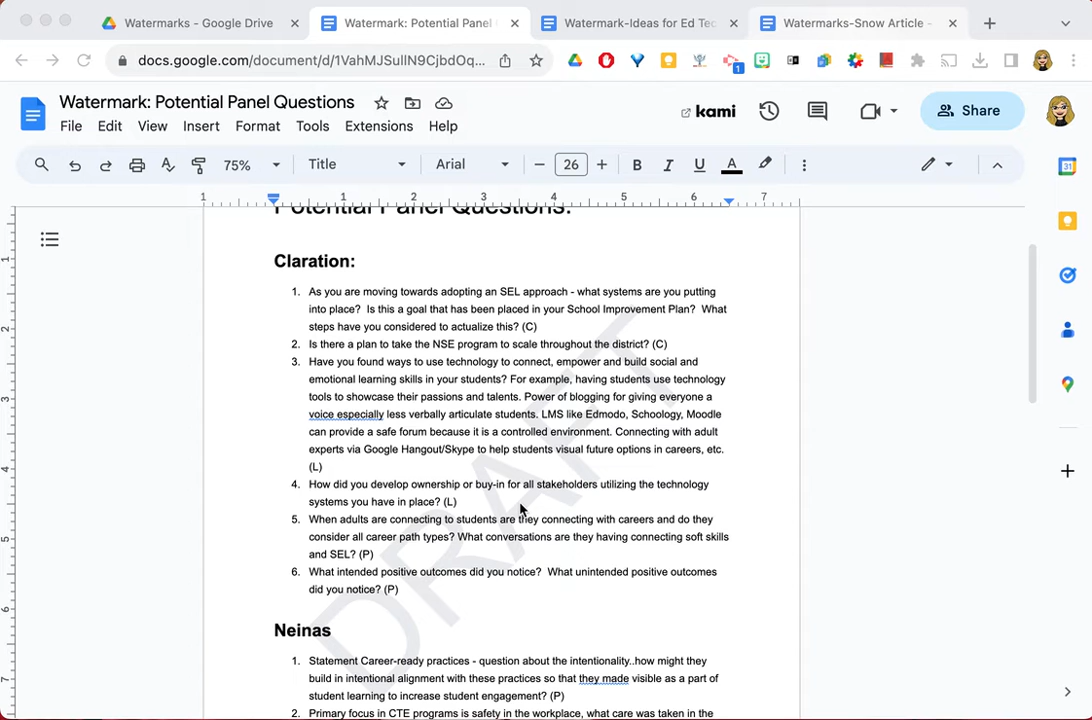 Watermarks - Google Drive
Watermark: Potential Panel
Watermark-Ideas for Ed Tec
Watermarks-Snow Article -
docs.google.com/document/d/1VahMJSullN9CjbdOq...
1
Watermark: Potential Panel Questions
kami
Share
File Edit View Insert Format Tools Extensions Help
75% Title Arial 26 B I U A
31
1 1 2 3 4 5 6 7
Potential Panel Questions:
Claration:
1. As you are moving towards adopting an SEL approach - what systems are you putting
into place? Is this a goal that has been placed in your School Improvement Plan? What
steps have you considered to actualize this? (C)
2. Is there a plan to take the NSE program to scale throughout the district? (C)
3. Have you found ways to use technology to connect, empower and build social and
emotional learning skills in your students? For example, having students use technology
tools to showcase their passions and talents. Power of blogging for giving everyone a
voice especially less verbally articulate students. LMS like Edmodo, Schoology, Moodle
can provide a safe forum because it is a controlled environment. Connecting with adult
experts via Google Hangout/Skype to help students visual future options in careers, etc.
(L)
4. How did you develop ownership or buy-in for all stakeholders utilizing the technology
systems you have in place? (L)
5. When adults are connecting to students are they connecting with careers and do they
consider all career path types? What conversations are they having connecting soft skills
and SEL? (P)
6. What intended positive outcomes did you notice? What unintended positive outcomes
did you notice? (P)
Neinas
1. Statement Career-ready practices - question about the intentionality..how might they
build in intentional alignment with these practices so that they made visible as a part of
student learning to increase student engagement? (P)
2. Primary focus in CTE programs is safety in the workplace, what care was taken in the
DRAFT
1
2
3
4
5
6
7